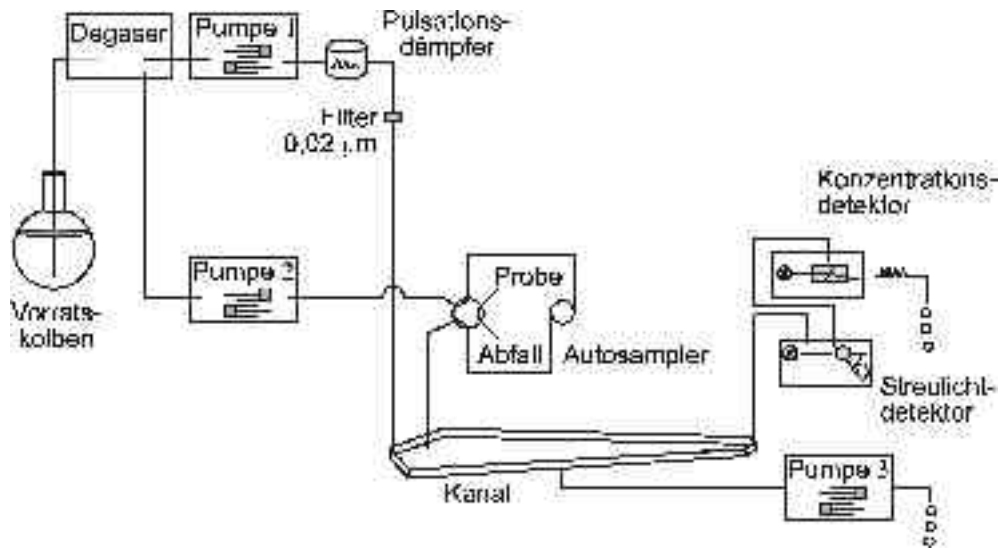 Degaser
Pumpe 1
Pulsations-
dämpfer
Filter
0,02 µm
Konzentrations-
detektor
Pumpe 2
Probe
Vorrats-
kolben
Abfall
Autosampler
Streulicht-
detektor
Kanal
Pumpe 3